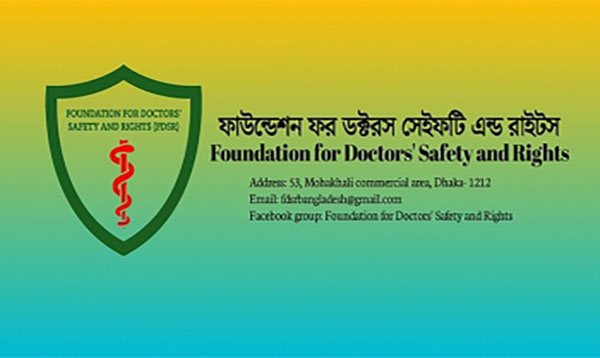 FOUNDATION FOR DOCTORS'
SAFETY AND RIGHTS [FDSR]
ফাউন্ডেশন ফর ডক্টরস সেইফটি এন্ড রাইটস
Foundation for Doctors' Safety and Rights
Address: 53, Mohakhali commercial area, Dhaka- 1212
Email: fdsrbangladesh@gmail.com
Facebook group: Foundation for Doctors' Safety and Rights